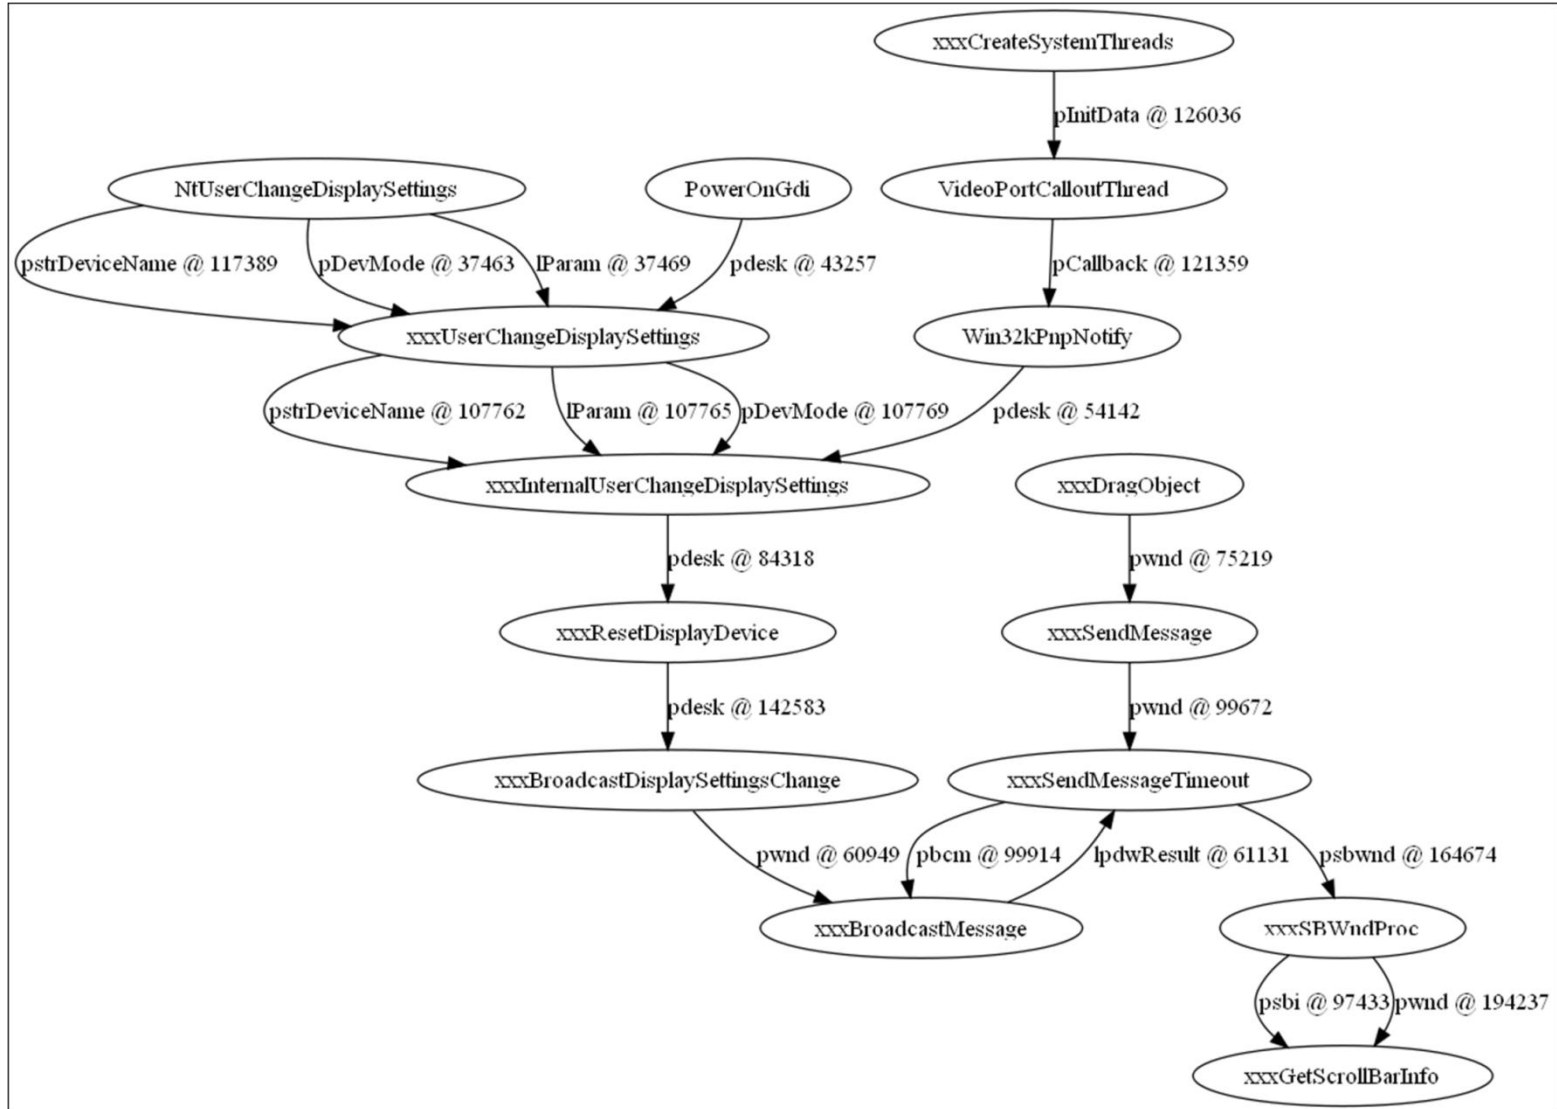 xxxCreateSystemThreads
pInitData @ 126036
NtUserChangeDisplaySettings
PowerOnGdi
VideoPortCalloutThread
pstrDeviceName @ 117389
pDevMode @ 37463
lParam @ 37469
pdesk @ 43257
pCallback @ 121359
xxxUserChangeDisplaySettings
Win32kPnpNotify
pstrDeviceName @ 107762
lParam @ 107765
pDevMode @ 107769
pdesk @ 54142
xxxInternalUserChangeDisplaySettings
xxxDragObject
pdesk @ 84318
pwnd @ 75219
xxxResetDisplayDevice
xxxSendMessage
pdesk @ 142583
pwnd @ 99672
xxxBroadcastDisplaySettingsChange
xxxSendMessageTimeout
pwnd @ 60949
pbcm @ 99914
lpdwResult @ 61131
psbwnd @ 164674
xxxBroadcastMessage
xxxSBWndProc
psbi @ 97433
pwnd @ 194237
xxxGetScrollBarInfo